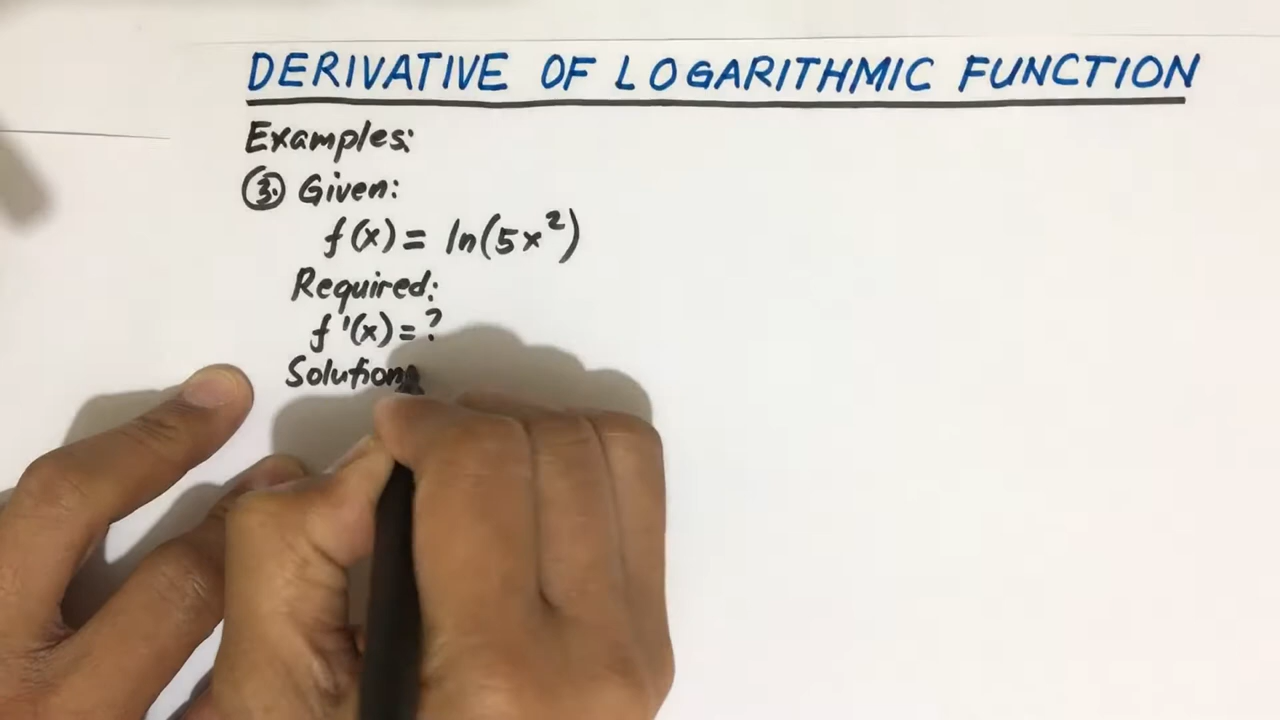 DERIVATIVE OF LOGARITHMIC FUNCTION
Examples:
③ Given:
f(x) = ln(5x²)
Required:
f'(x) = ?
Solution